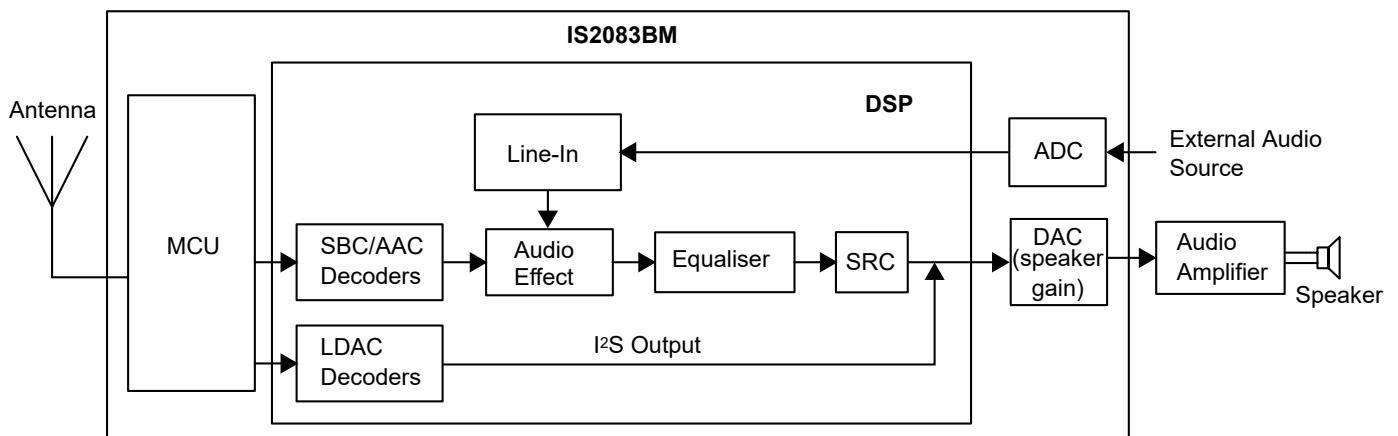 IS2083BM
DSP
Antenna
MCU
Line-In
ADC
External Audio
Source
SBC/AAC
Decoders
Audio
Effect
Equaliser
SRC
DAC
(speaker
gain)
Audio
Amplifier
Speaker
LDAC
Decoders
I²S Output